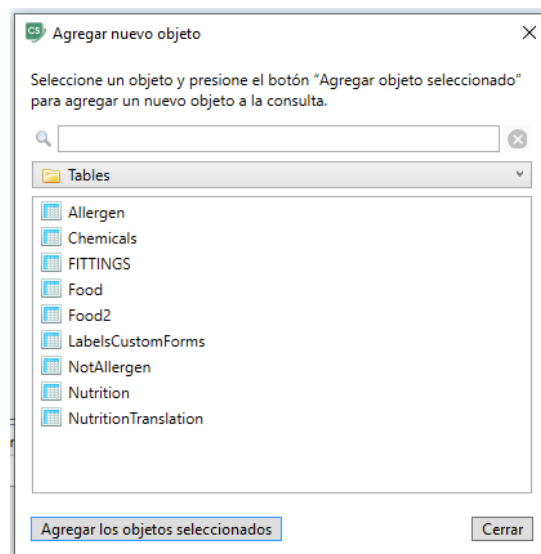 CS Agregar nuevo objeto
Seleccione un objeto y presione el botón "Agregar objeto seleccionado"
para agregar un nuevo objeto a la consulta.
Tables
Allergen
Chemicals
FITTINGS
Food
Food2
LabelsCustomForms
NotAllergen
Nutrition
NutritionTranslation
Agregar los objetos seleccionados Cerrar